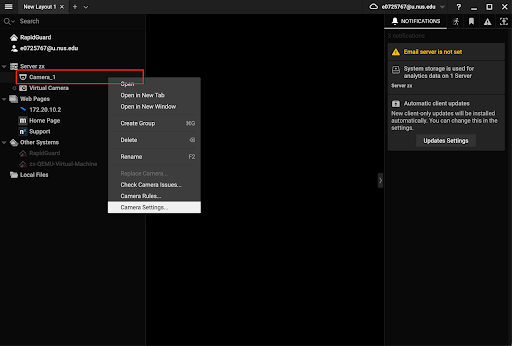 New Layout 1
e0725767@u.nus.edu
Search
NOTIFICATIONS
3 notifications
RapidGuard
e0725767@u.nus.edu
Email server is not set
Server zx
Camera_1
Virtual Camera
System storage is used for
analytics data on 1 Server
Server zx
Open
Open in New Tab
Open in New Window
Web Pages
172.20.10.2
Home Page
Support
Automatic client updates
New client-only updates will be
installed automatically. You can
change this in the settings.
Updates Settings
Create Group ⌘G
Delete ⌫
Rename F2
Other Systems
RapidGuard
zx-QEMU-Virtual-Machine
Local Files
Replace Camera...
Check Camera Issues...
Camera Rules...
Camera Settings...